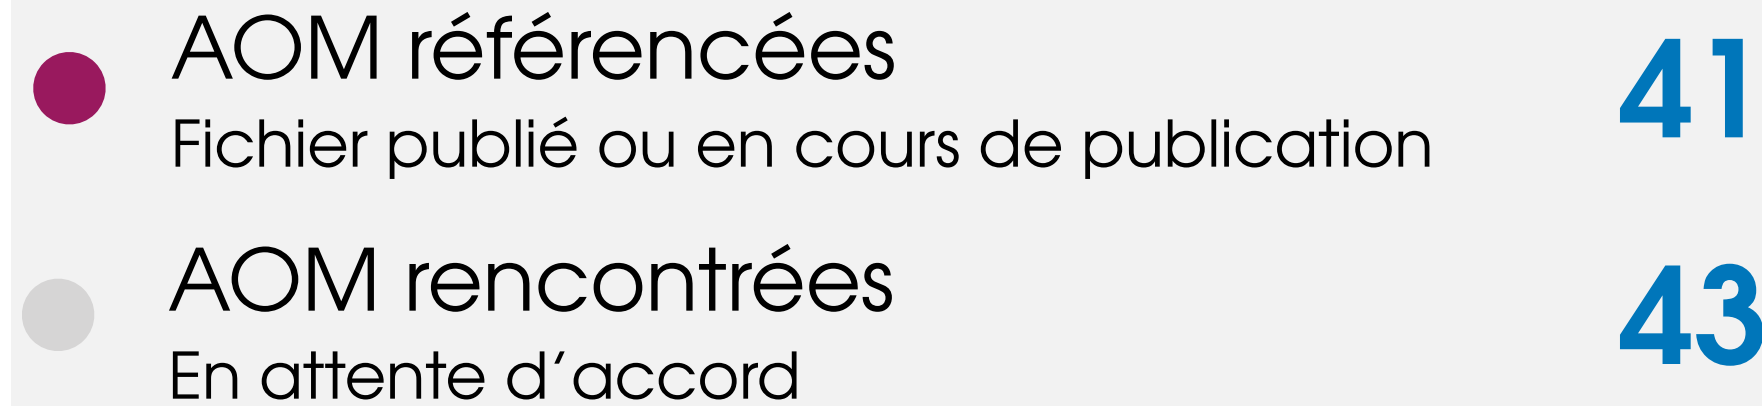 AOM référencées
41
Fichier publié ou en cours de publication
AOM rencontrées
43
En attente d’accord